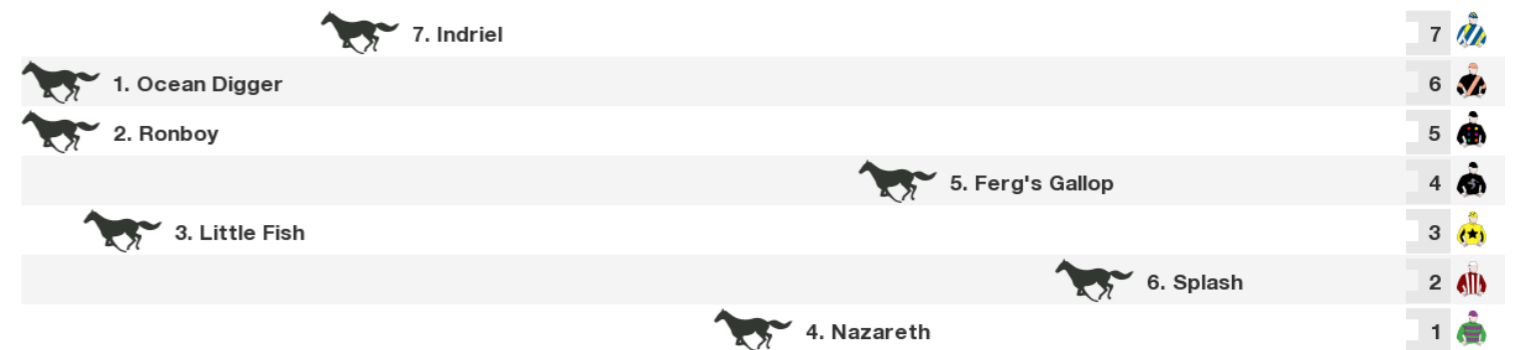 7. Indriel 7
1. Ocean Digger 6
2. Ronboy 5
5. Ferg's Gallop 4
3. Little Fish 3
6. Splash 2
4. Nazareth 1